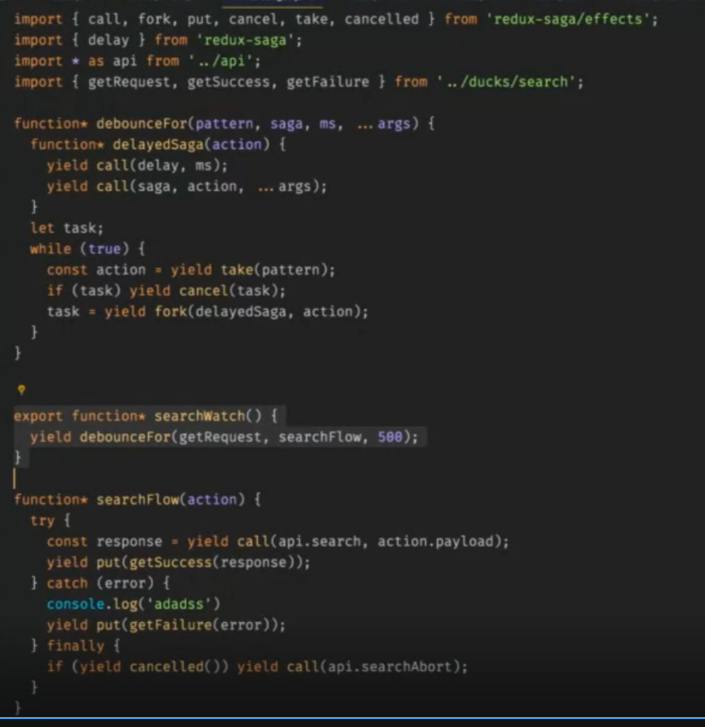 import { call, fork, put, cancel, take, cancelled } from 'redux-saga/effects';
import { delay } from 'redux-saga';
import * as api from '../api';
import { getRequest, getSuccess, getFailure } from '../ducks/search';
function* debounceFor(pattern, saga, ms, ...args) {
  function* delayedSaga(action) {
    yield call(delay, ms);
    yield call(saga, action, ...args);
  }
  let task;
  while (true) {
    const action = yield take(pattern);
    if (task) yield cancel(task);
    task = yield fork(delayedSaga, action);
  }
}
export function* searchWatch() {
  yield debounceFor(getRequest, searchFlow, 500);
}
function* searchFlow(action) {
  try {
    const response = yield call(api.search, action.payload);
    yield put(getSuccess(response));
  } catch (error) {
    console.log('adadss')
    yield put(getFailure(error));
  } finally {
    if (yield cancelled()) yield call(api.searchAbort);
  }
}